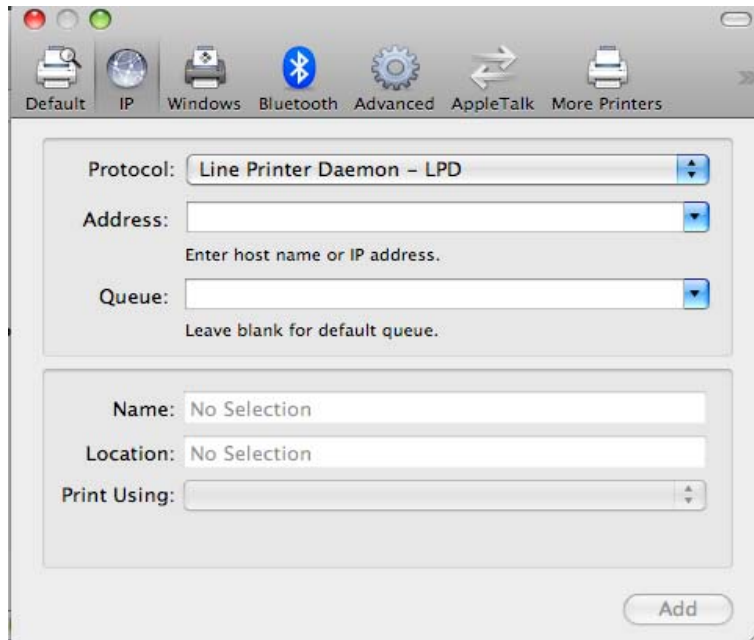 Default IP Windows Bluetooth Advanced AppleTalk More Printers
Protocol: Line Printer Daemon – LPD
Address:
Enter host name or IP address.
Queue:
Leave blank for default queue.
Name: No Selection
Location: No Selection
Print Using:
Add